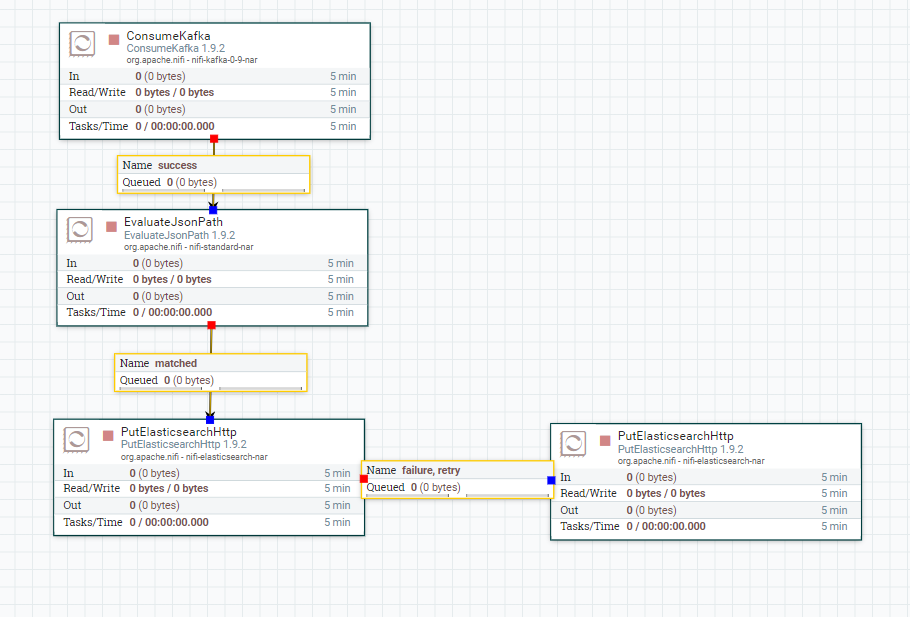 ConsumeKafka
ConsumeKafka 1.9.2
org.apache.nifi - nifi-kafka-0-9-nar
In 0 (0 bytes) 5 min
Read/Write 0 bytes / 0 bytes 5 min
Out 0 (0 bytes) 5 min
Tasks/Time 0 / 00:00:00.000 5 min
Name success
Queued 0 (0 bytes)
EvaluateJsonPath
EvaluateJsonPath 1.9.2
org.apache.nifi - nifi-standard-nar
In 0 (0 bytes) 5 min
Read/Write 0 bytes / 0 bytes 5 min
Out 0 (0 bytes) 5 min
Tasks/Time 0 / 00:00:00.000 5 min
Name matched
Queued 0 (0 bytes)
PutElasticsearchHttp
PutElasticsearchHttp 1.9.2
org.apache.nifi - nifi-elasticsearch-nar
In 0 (0 bytes) 5 min
Read/Write 0 bytes / 0 bytes 5 min
Out 0 (0 bytes) 5 min
Tasks/Time 0 / 00:00:00.000 5 min
Name failure, retry
Queued 0 (0 bytes)
PutElasticsearchHttp
PutElasticsearchHttp 1.9.2
org.apache.nifi - nifi-elasticsearch-nar
In 0 (0 bytes) 5 min
Read/Write 0 bytes / 0 bytes 5 min
Out 0 (0 bytes) 5 min
Tasks/Time 0 / 00:00:00.000 5 min